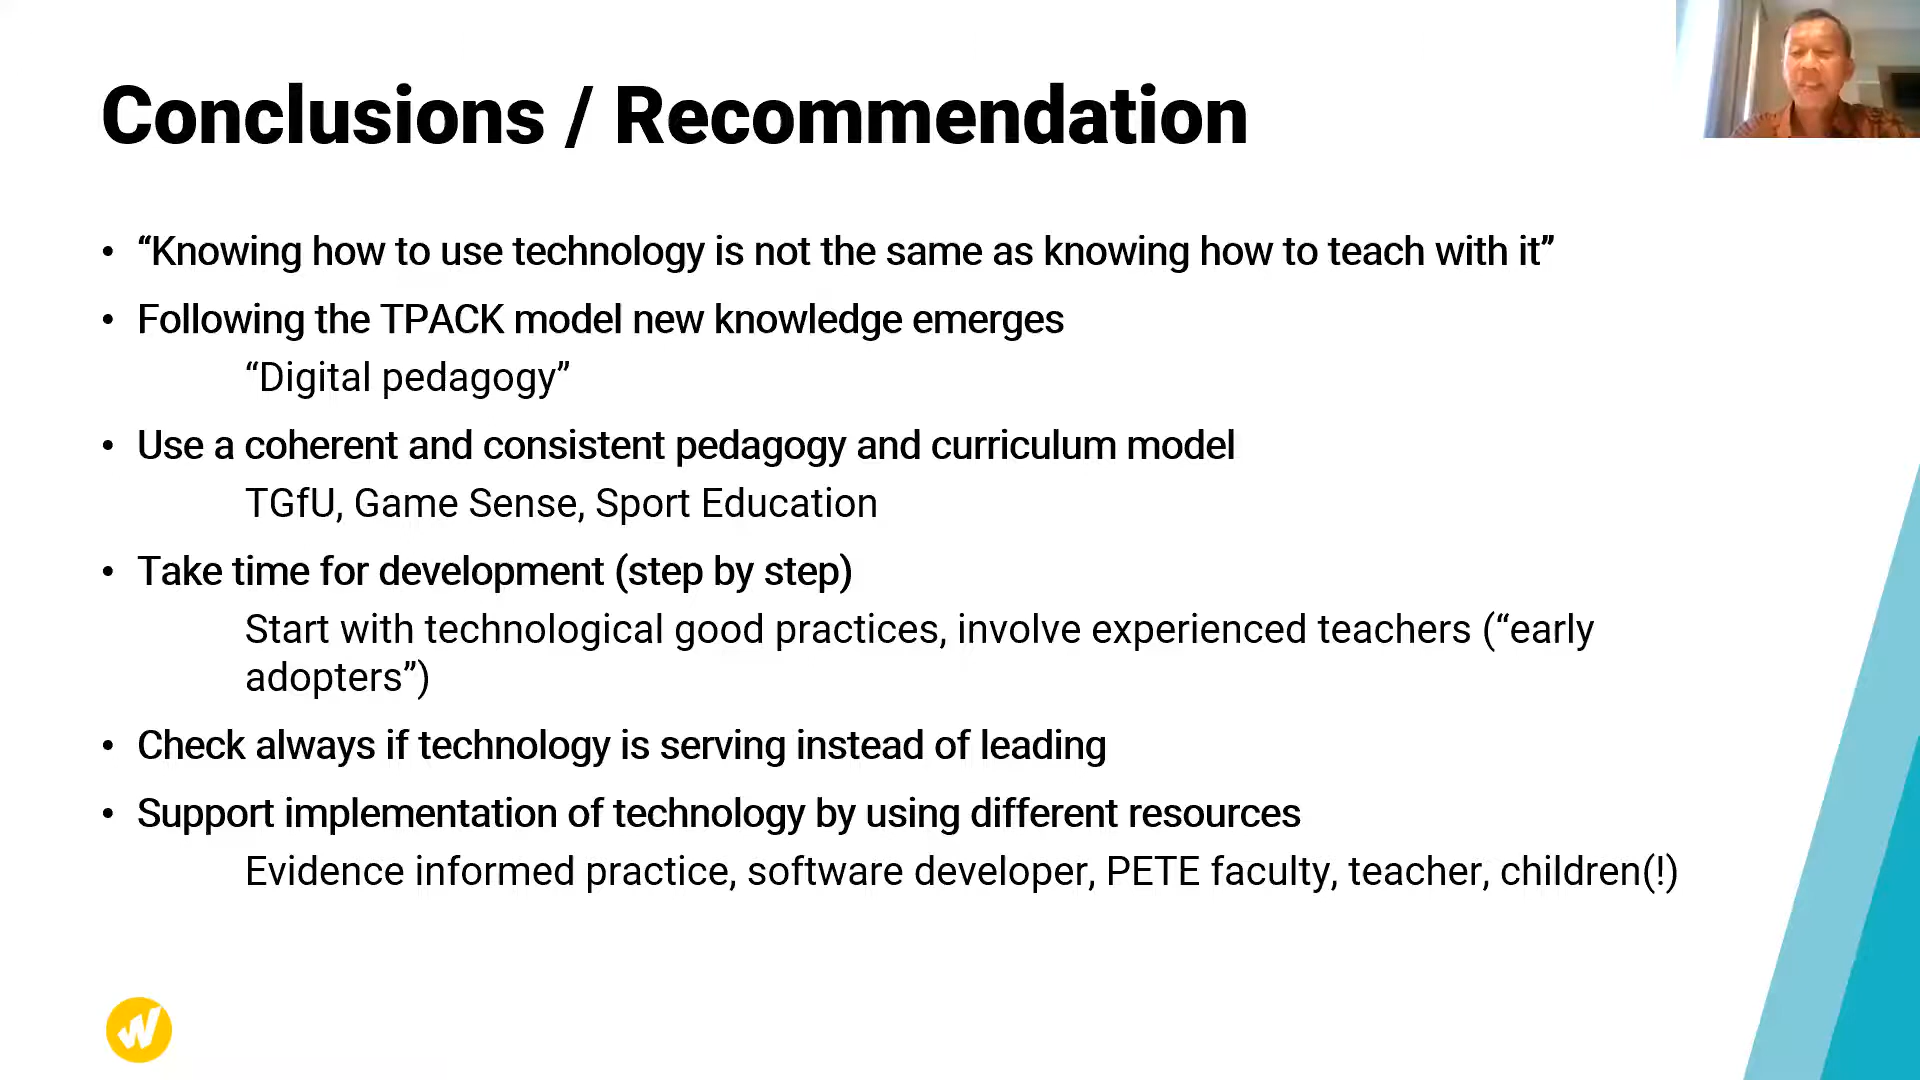 Conclusions / Recommendation
• “Knowing how to use technology is not the same as knowing how to teach with it”
• Following the TPACK model new knowledge emerges
“Digital pedagogy”
• Use a coherent and consistent pedagogy and curriculum model
TGfU, Game Sense, Sport Education
• Take time for development (step by step)
Start with technological good practices, involve experienced teachers (“early
adopters”)
• Check always if technology is serving instead of leading
• Support implementation of technology by using different resources
Evidence informed practice, software developer, PETE faculty, teacher, children(!)
W